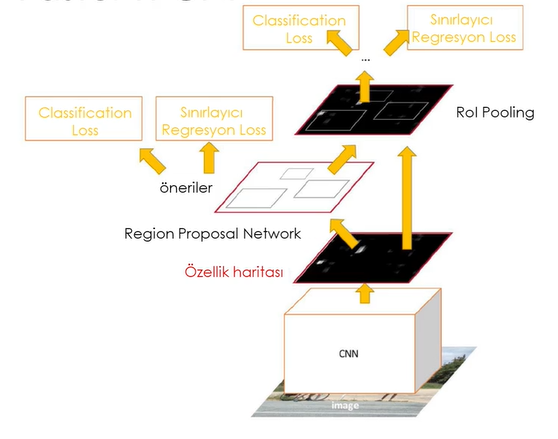 Classification
Loss
Sınırlayıcı
Regresyon Loss
...
RoI Pooling
Classification
Loss
Sınırlayıcı
Regresyon Loss
öneriler
Region Proposal Network
Özellik haritası
CNN
image